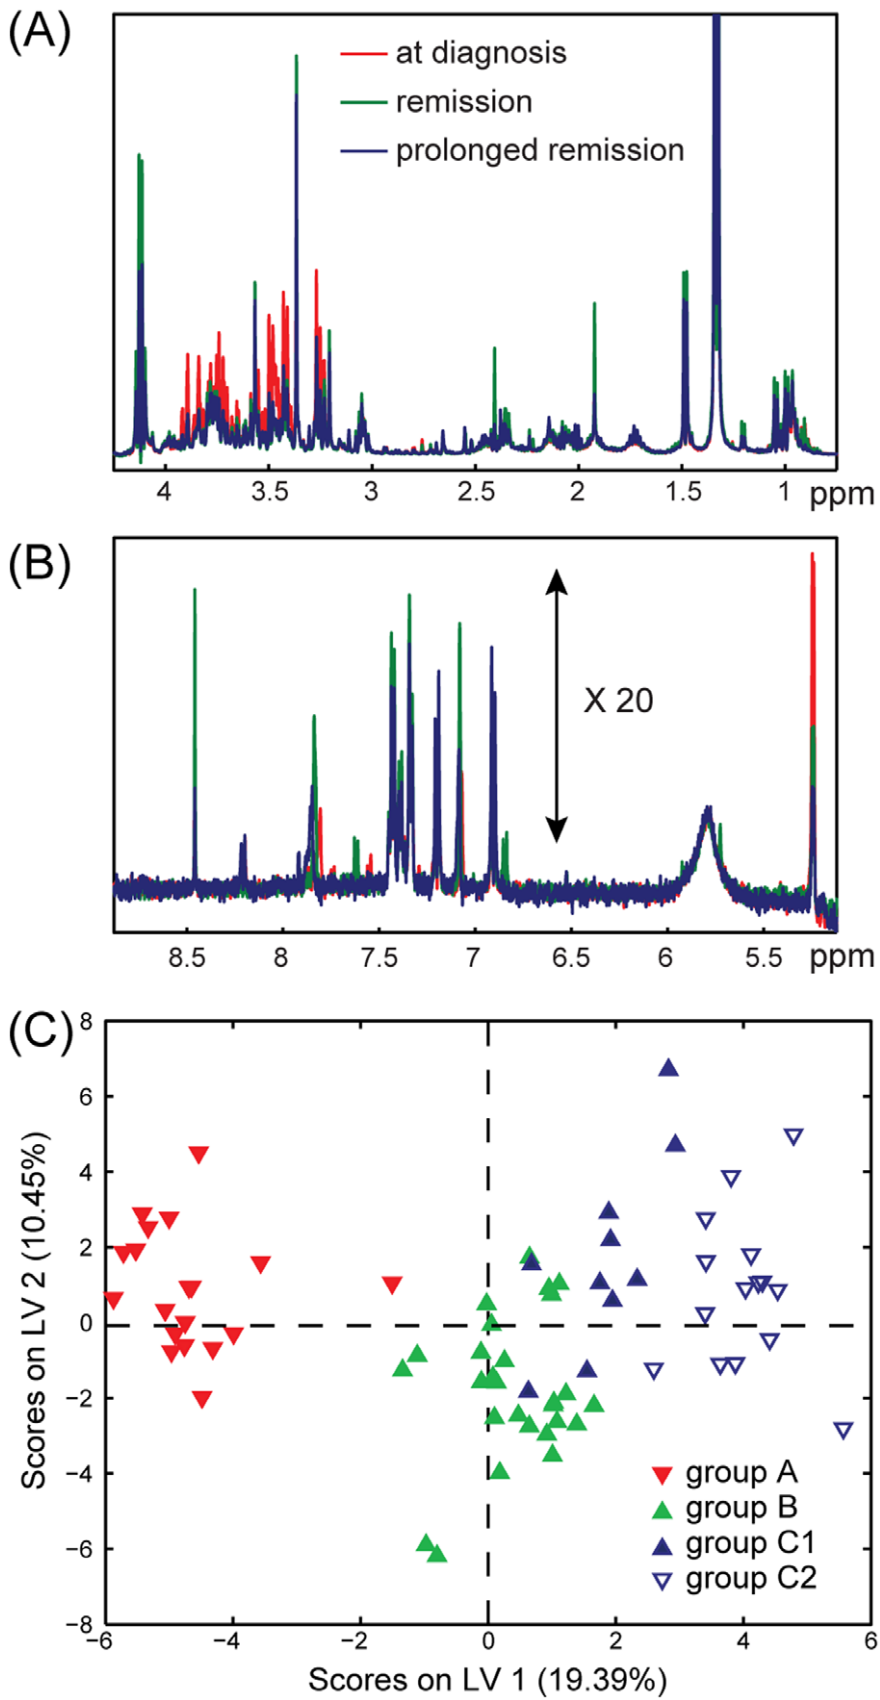 (A)
at diagnosis
remission
prolonged remission
4 3.5 3 2.5 2 1.5 1 ppm
(B)
X 20
8.5 8 7.5 7 6.5 6 5.5 ppm
(C)
8
6
4
2
0
−2
−4
−6
−8
Scores on LV 2 (10.45%)
group A
group B
group C1
group C2
−6 −4 −2 0 2 4 6
Scores on LV 1 (19.39%)